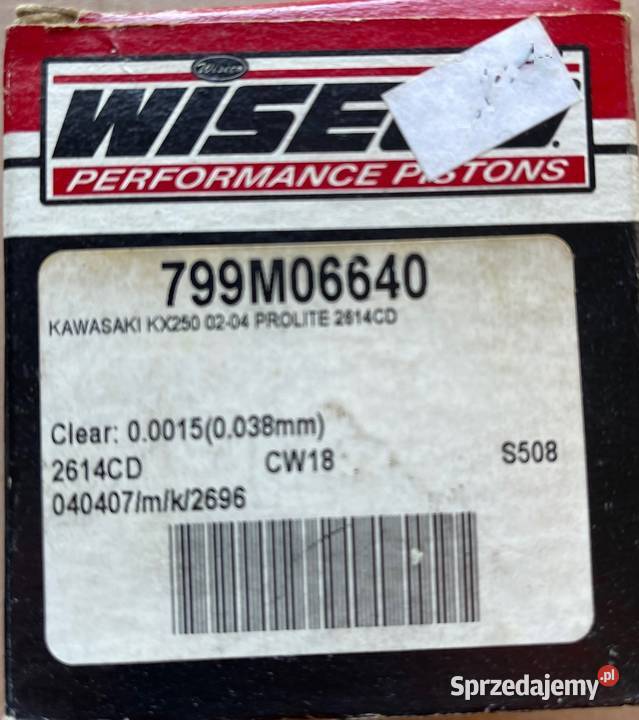 Wiseco
WISECO
PERFORMANCE PISTONS
799M06640
KAWASAKI KX250 02-04 PROLITE 2614CD
Clear: 0.0015(0.038mm)
2614CD CW18 S508
040407/m/k/2696
Sprzedajemy.pl